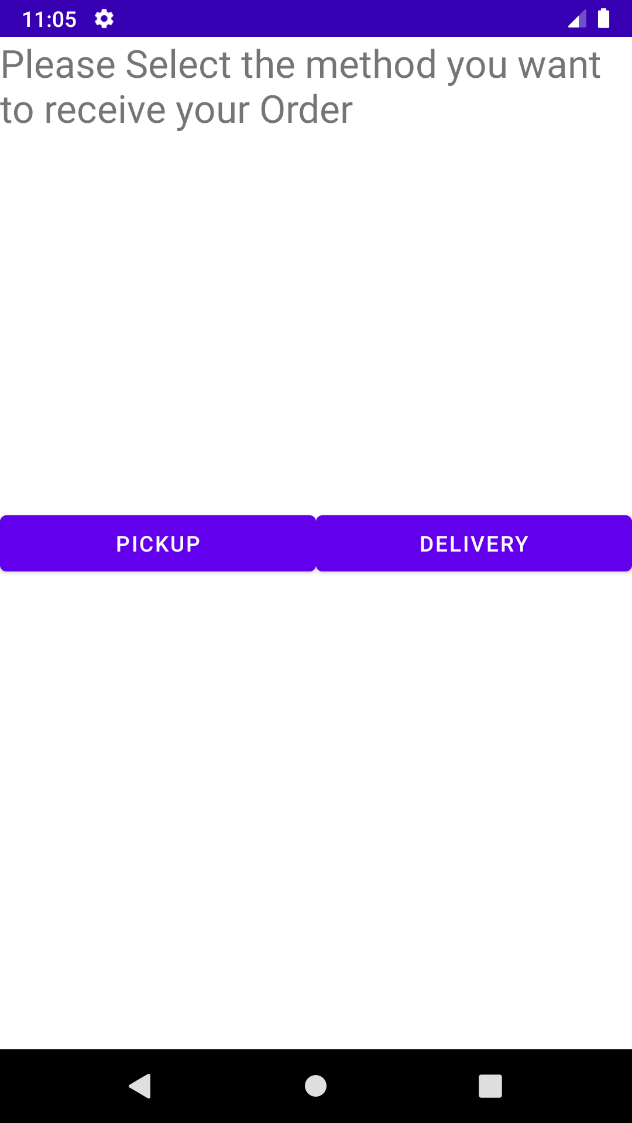 11:05
Please Select the method you want
to receive your Order
PICKUP
DELIVERY